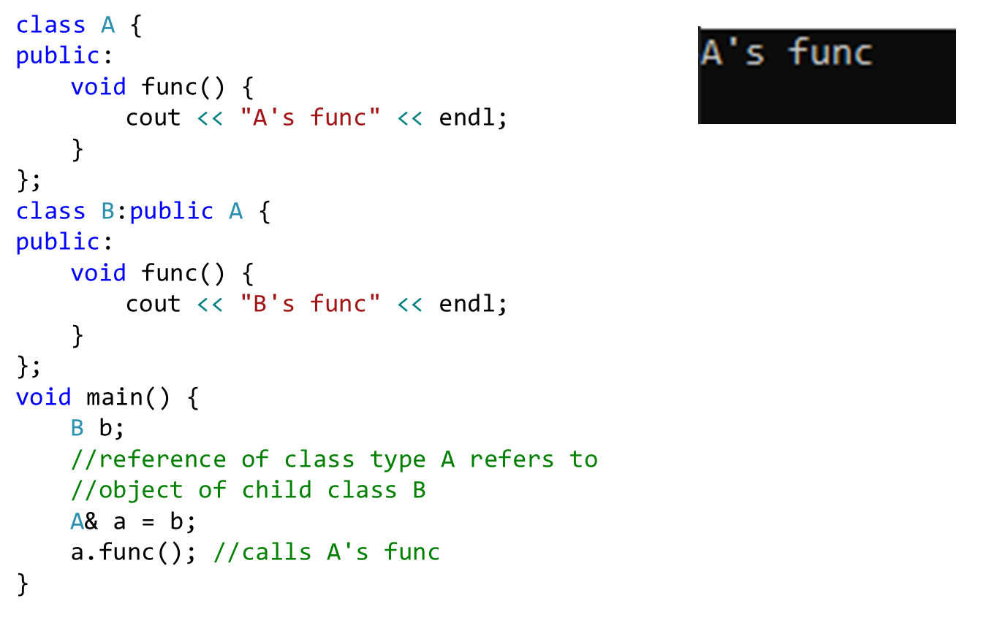 class A {
public:
    void func() {
        cout << "A's func" << endl;
    }
};
class B:public A {
public:
    void func() {
        cout << "B's func" << endl;
    }
};
void main() {
    B b;
    //reference of class type A refers to
    //object of child class B
    A& a = b;
    a.func(); //calls A's func
}
A's func